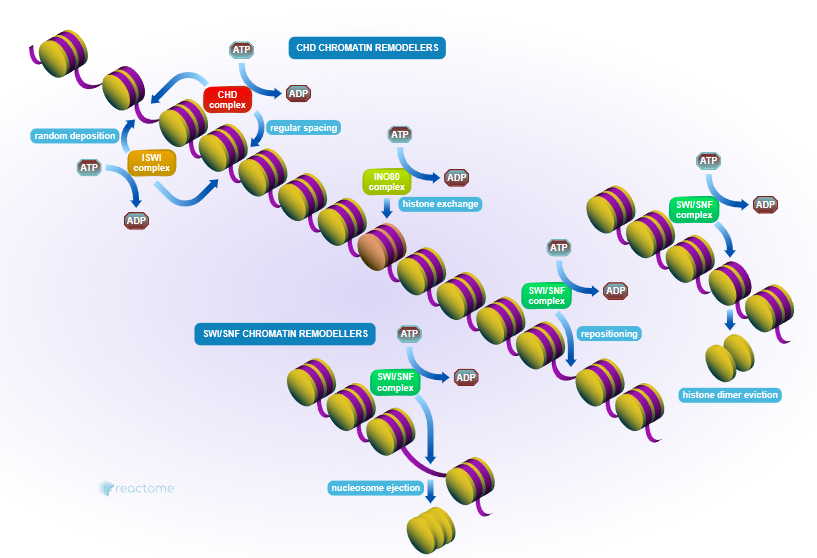 ATP
CHD CHROMATIN REMODELERS
ADP
CHD
complex
random deposition
regular spacing
ATP
ISWI
complex
ADP
ATP
INO80
complex
ADP
histone exchange
ATP
SWI/SNF
complex
ADP
ATP
SWI/SNF
complex
ADP
repositioning
SWI/SNF CHROMATIN REMODELLERS
ATP
SWI/SNF
complex
ADP
histone dimer eviction
nucleosome ejection
reactome